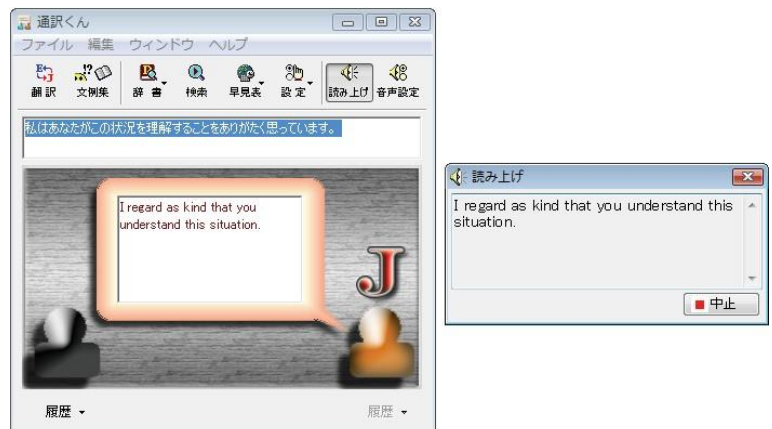 通訳くん
ファイル 編集 ウィンドウ ヘルプ
翻訳 文例集 辞書 検索 早見表 設定 読み上げ 音声設定
私はあなたがこの状況を理解することをありがたく思っています。
I regard as kind that you
understand this situation.
J
履歴 履歴
読み上げ
I regard as kind that you understand this
situation.
中止